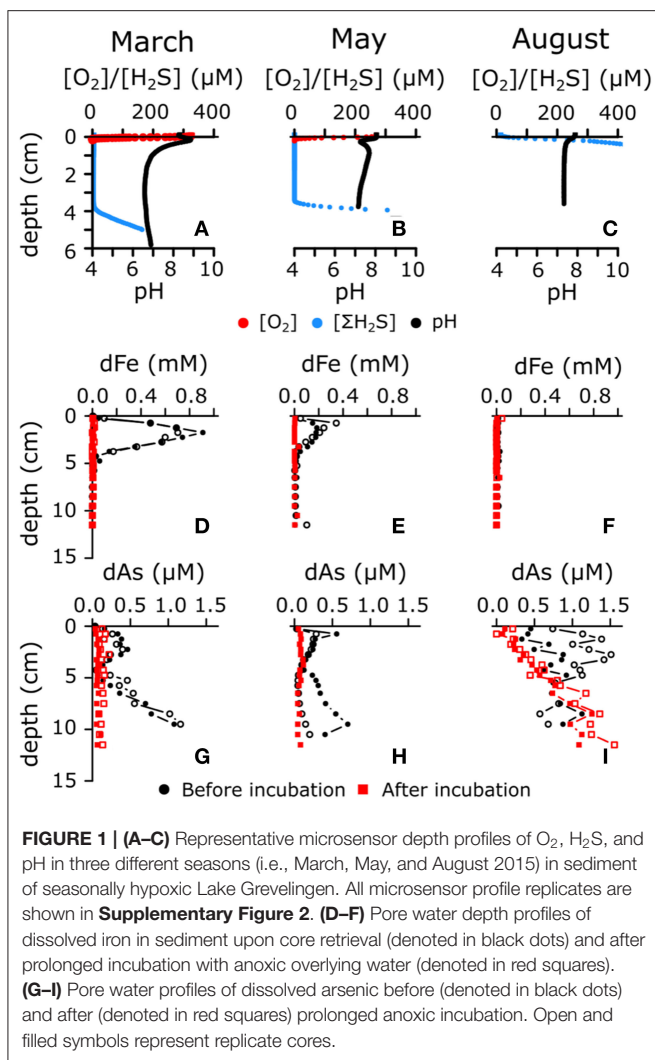 March May August
[O₂]/[H₂S] (µM) [O₂]/[H₂S] (µM) [O₂]/[H₂S] (µM)
0 200 400 0 200 400 0 200 400
depth (cm)
0
2
4
6
A B C
4 6 8 10 4 6 8 10 4 6 8 10
pH pH pH
[O₂] [ΣH₂S] pH
dFe (mM) dFe (mM) dFe (mM)
0.0 0.4 0.8 0.0 0.4 0.8 0.0 0.4 0.8
depth (cm)
0
5
10
15
D E F
dAs (µM) dAs (µM) dAs (µM)
0.0 0.5 1.0 1.5 0.0 0.5 1.0 1.5 0.0 0.5 1.0 1.5
depth (cm)
0
5
10
15
G H I
Before incubation After incubation
FIGURE 1 | (A–C) Representative microsensor depth profiles of O₂, H₂S, and
pH in three different seasons (i.e., March, May, and August 2015) in sediment
of seasonally hypoxic Lake Grevelingen. All microsensor profile replicates are
shown in Supplementary Figure 2. (D–F) Pore water depth profiles of
dissolved iron in sediment upon core retrieval (denoted in black dots) and after
prolonged incubation with anoxic overlying water (denoted in red squares).
(G–I) Pore water profiles of dissolved arsenic before (denoted in black dots)
and after (denoted in red squares) prolonged anoxic incubation. Open and
filled symbols represent replicate cores.